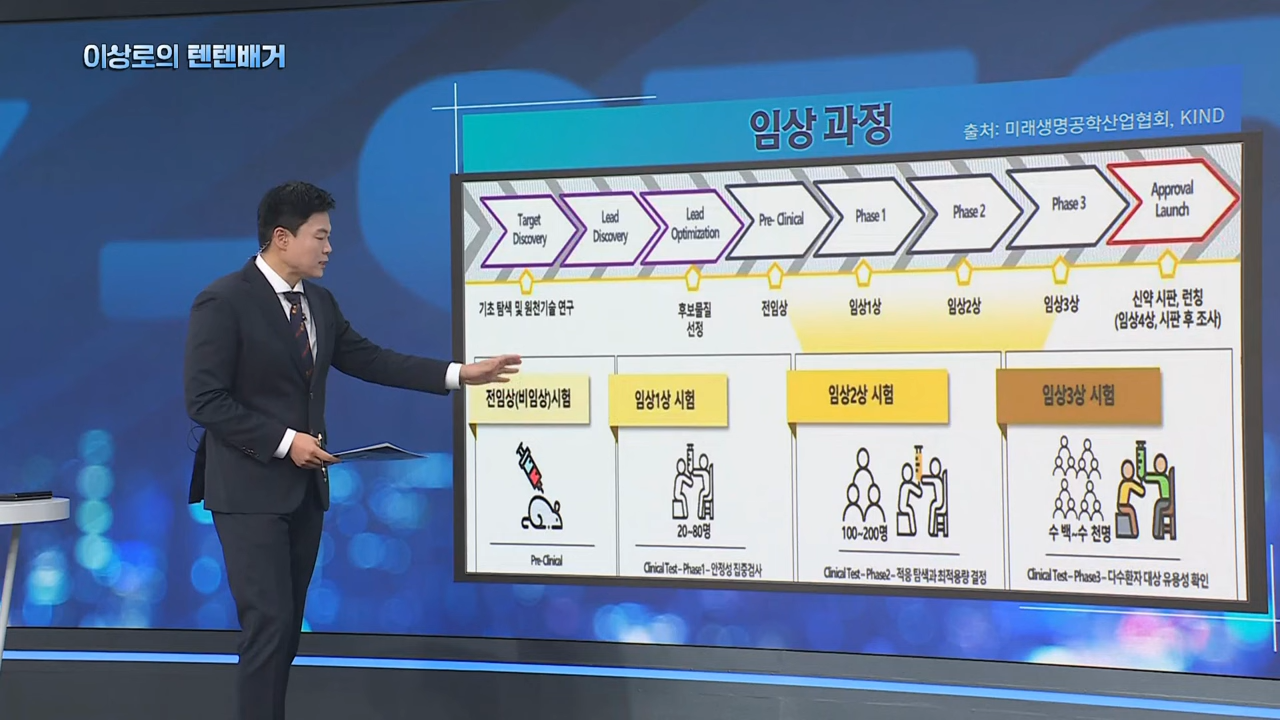 이상로의 텐텐배거
임상 과정
출처: 미래생명공학산업협회, KIND
Target
Discovery
Lead
Discovery
Lead
Optimization
Pre- Clinical
Phase 1
Phase 2
Phase 3
Approval
Launch
기초 탐색 및 원천기술 연구
후보물질
선정
전임상
임상1상
임상2상
임상3상
신약 시판, 런칭
(임상4상, 시판 후 조사)
전임상(비임상)시험
임상1상 시험
임상2상 시험
임상3상 시험
20~80명
100~200명
수 백~수 천명
Pre-Clinical
Clinical Test – Phase1 – 안정성 집중검사
Clinical Test – Phase2 – 적응 탐색과 최적용량 결정
Clinical Test – Phase3 – 다수환자 대상 유용성 확인